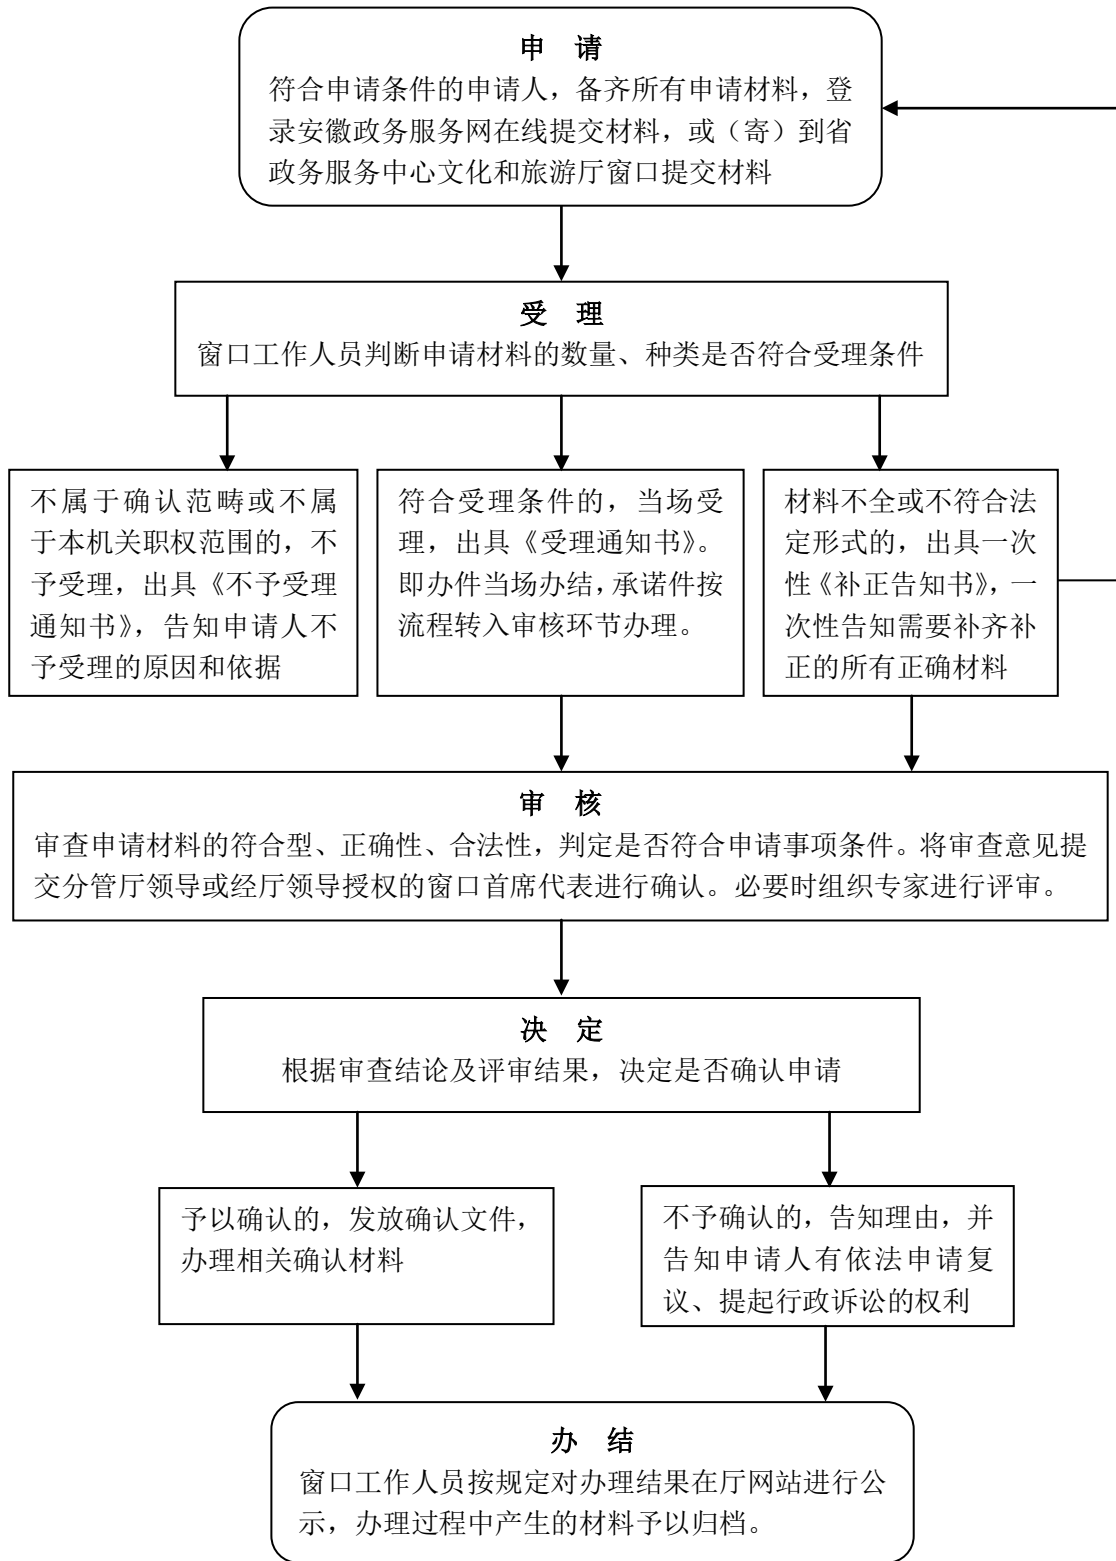 申 请
符合申请条件的申请人，备齐所有申请材料，登
录安徽政务服务网在线提交材料，或（寄）到省
政务服务中心文化和旅游厅窗口提交材料
受 理
窗口工作人员判断申请材料的数量、种类是否符合受理条件
不属于确认范畴或不属
于本机关职权范围的，不
予受理，出具《不予受理
通知书》，告知申请人不
予受理的原因和依据
符合受理条件的，当场受
理，出具《受理通知书》。
即办件当场办结，承诺件按
流程转入审核环节办理。
材料不全或不符合法
定形式的，出具一次
性《补正告知书》，一
次性告知需要补齐补
正的所有正确材料
审 核
审查申请材料的符合型、正确性、合法性，判定是否符合申请事项条件。将审查意见提
交分管厅领导或经厅领导授权的窗口首席代表进行确认。必要时组织专家进行评审。
决 定
根据审查结论及评审结果，决定是否确认申请
予以确认的，发放确认文件，
办理相关确认材料
不予确认的，告知理由，并
告知申请人有依法申请复
议、提起行政诉讼的权利
办 结
窗口工作人员按规定对办理结果在厅网站进行公
示，办理过程中产生的材料予以归档。